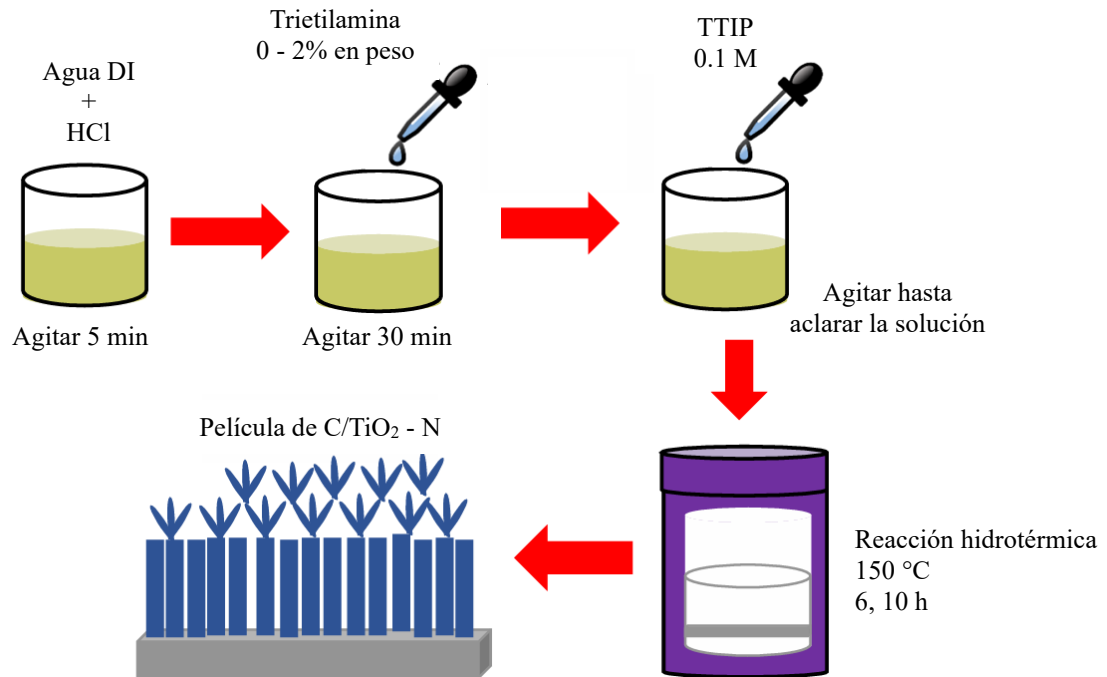 Agua DI
+
HCl
Agitar 5 min
Trietilamina
0 - 2% en peso
Agitar 30 min
TTIP
0.1 M
Agitar hasta
aclarar la solución
Reacción hidrotérmica
150 °C
6, 10 h
Película de C/TiO₂ - N